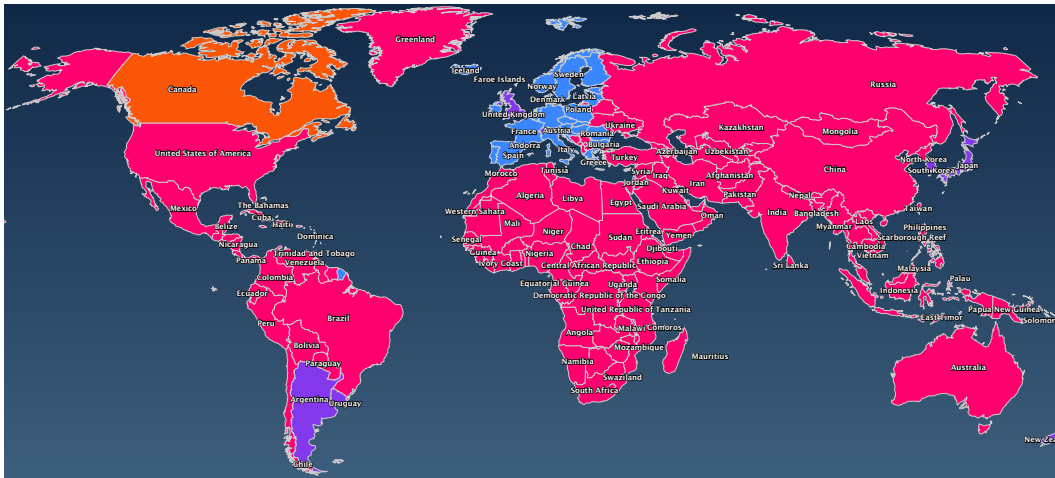 Greenland
Canada
Iceland
Faroe Islands
Sweden
Norway
Russia
Denmark
Latvia
United Kingdom
Poland
Ukraine
Kazakhstan
Mongolia
France
Austria
Romania
United States of America
Andorra
Italy
Bulgaria
Spain
Greece
Turkey
Azerbaijan
Uzbekistan
North Korea
Japan
South Korea
China
Morocco
Tunisia
Syria
Iraq
Iran
Afghanistan
Jordan
Kuwait
Pakistan
Nepal
Algeria
Libya
Egypt
Saudi Arabia
Oman
India
Bangladesh
Taiwan
Mexico
The Bahamas
Cuba
Haiti
Belize
Western Sahara
Mali
Niger
Chad
Sudan
Eritrea
Yemen
Myanmar
Laos
Philippines
Scarborough Reef
Dominica
Nicaragua
Senegal
Guinea
Ivory Coast
Nigeria
Djibouti
Cambodia
Vietnam
Trinidad and Tobago
Panama
Venezuela
Central African Republic
Ethiopia
Sri Lanka
Malaysia
Colombia
Equatorial Guinea
Uganda
Somalia
Palau
Ecuador
Democratic Republic of the Congo
Indonesia
United Republic of Tanzania
Papua New Guinea
Peru
Brazil
Angola
Malawi
Comoros
East Timor
Solomon
Bolivia
Mozambique
Mauritius
Paraguay
Namibia
Swaziland
Australia
Argentina
Uruguay
South Africa
New Zea
Chile